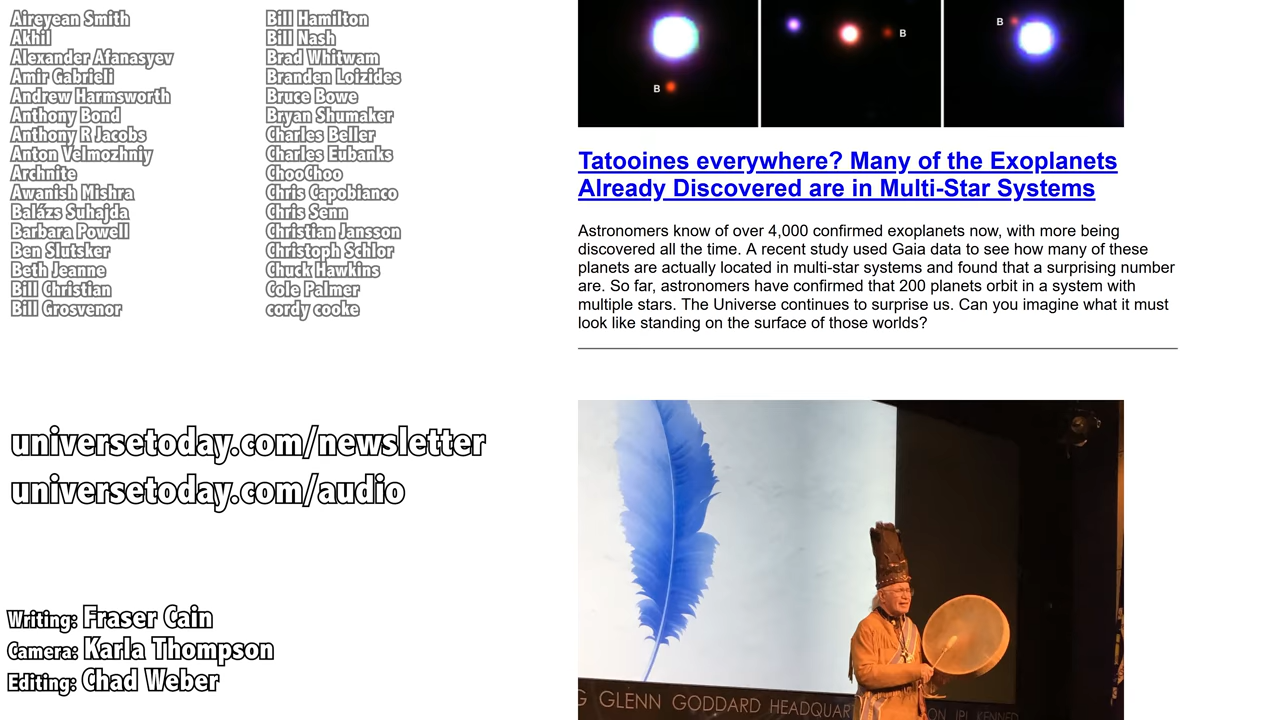 Aireyean Smith
Akhil
Alexander Afanasyev
Amir Gabrieli
Andrew Harmsworth
Anthony Bond
Anthony R Jacobs
Anton Velmozhniy
Archnite
Awanish Mishra
Balázs Suhajda
Barbara Powell
Ben Slutsker
Beth Jeanne
Bill Christian
Bill Grosvenor
Bill Hamilton
Bill Nash
Brad Whitwam
Branden Loizides
Bruce Bowe
Bryan Shumaker
Charles Beller
Charles Eubanks
ChooChoo
Chris Capobianco
Chris Senn
Christian Jansson
Christoph Schlor
Chuck Hawkins
Cole Palmer
cordy cooke
universetoday.com/newsletter
universetoday.com/audio
Writing: Fraser Cain
Camera: Karla Thompson
Editing: Chad Weber
B
B
B
Tatooines everywhere? Many of the Exoplanets
Already Discovered are in Multi-Star Systems
Astronomers know of over 4,000 confirmed exoplanets now, with more being
discovered all the time. A recent study used Gaia data to see how many of these
planets are actually located in multi-star systems and found that a surprising number
are. So far, astronomers have confirmed that 200 planets orbit in a system with
multiple stars. The Universe continues to surprise us. Can you imagine what it must
look like standing on the surface of those worlds?
GLENN GODDARD HEADQUAR JPL KENNED